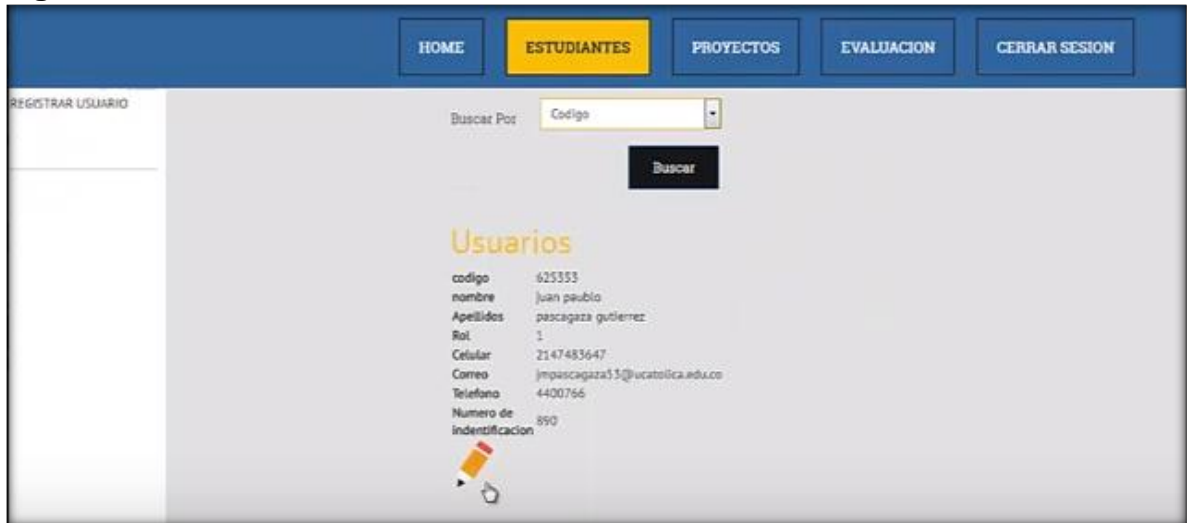 HOME ESTUDIANTES PROYECTOS EVALUACION CERRAR SESION
REGISTRAR USUARIO
Buscar Por Codigo
Buscar
Usuarios
codigo 625353
nombre juan paublo
Apellidos pascagaza gutierrez
Rol 1
Celular 2147483647
Correo jmpascagaza53@ucatolica.edu.co
Telefono 4400766
Numero de
indentificacion 890